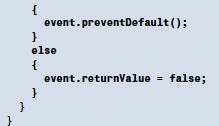 {
event.preventDefault();
}
else
{
event.returnValue = false;
}
}
}